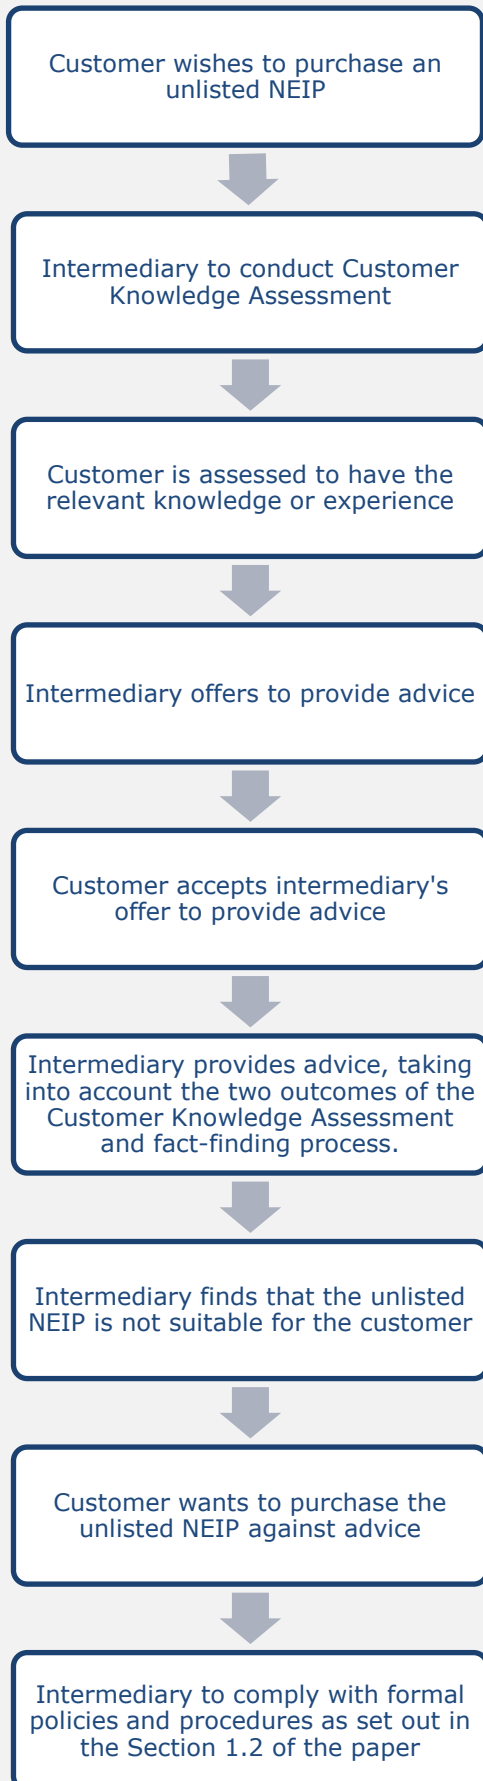 Customer wishes to purchase an
unlisted NEIP
Intermediary to conduct Customer
Knowledge Assessment
Customer is assessed to have the
relevant knowledge or experience
Intermediary offers to provide advice
Customer accepts intermediary's
offer to provide advice
Intermediary provides advice, taking
into account the two outcomes of the
Customer Knowledge Assessment
and fact-finding process.
Intermediary finds that the unlisted
NEIP is not suitable for the customer
Customer wants to purchase the
unlisted NEIP against advice
Intermediary to comply with formal
policies and procedures as set out in
the Section 1.2 of the paper